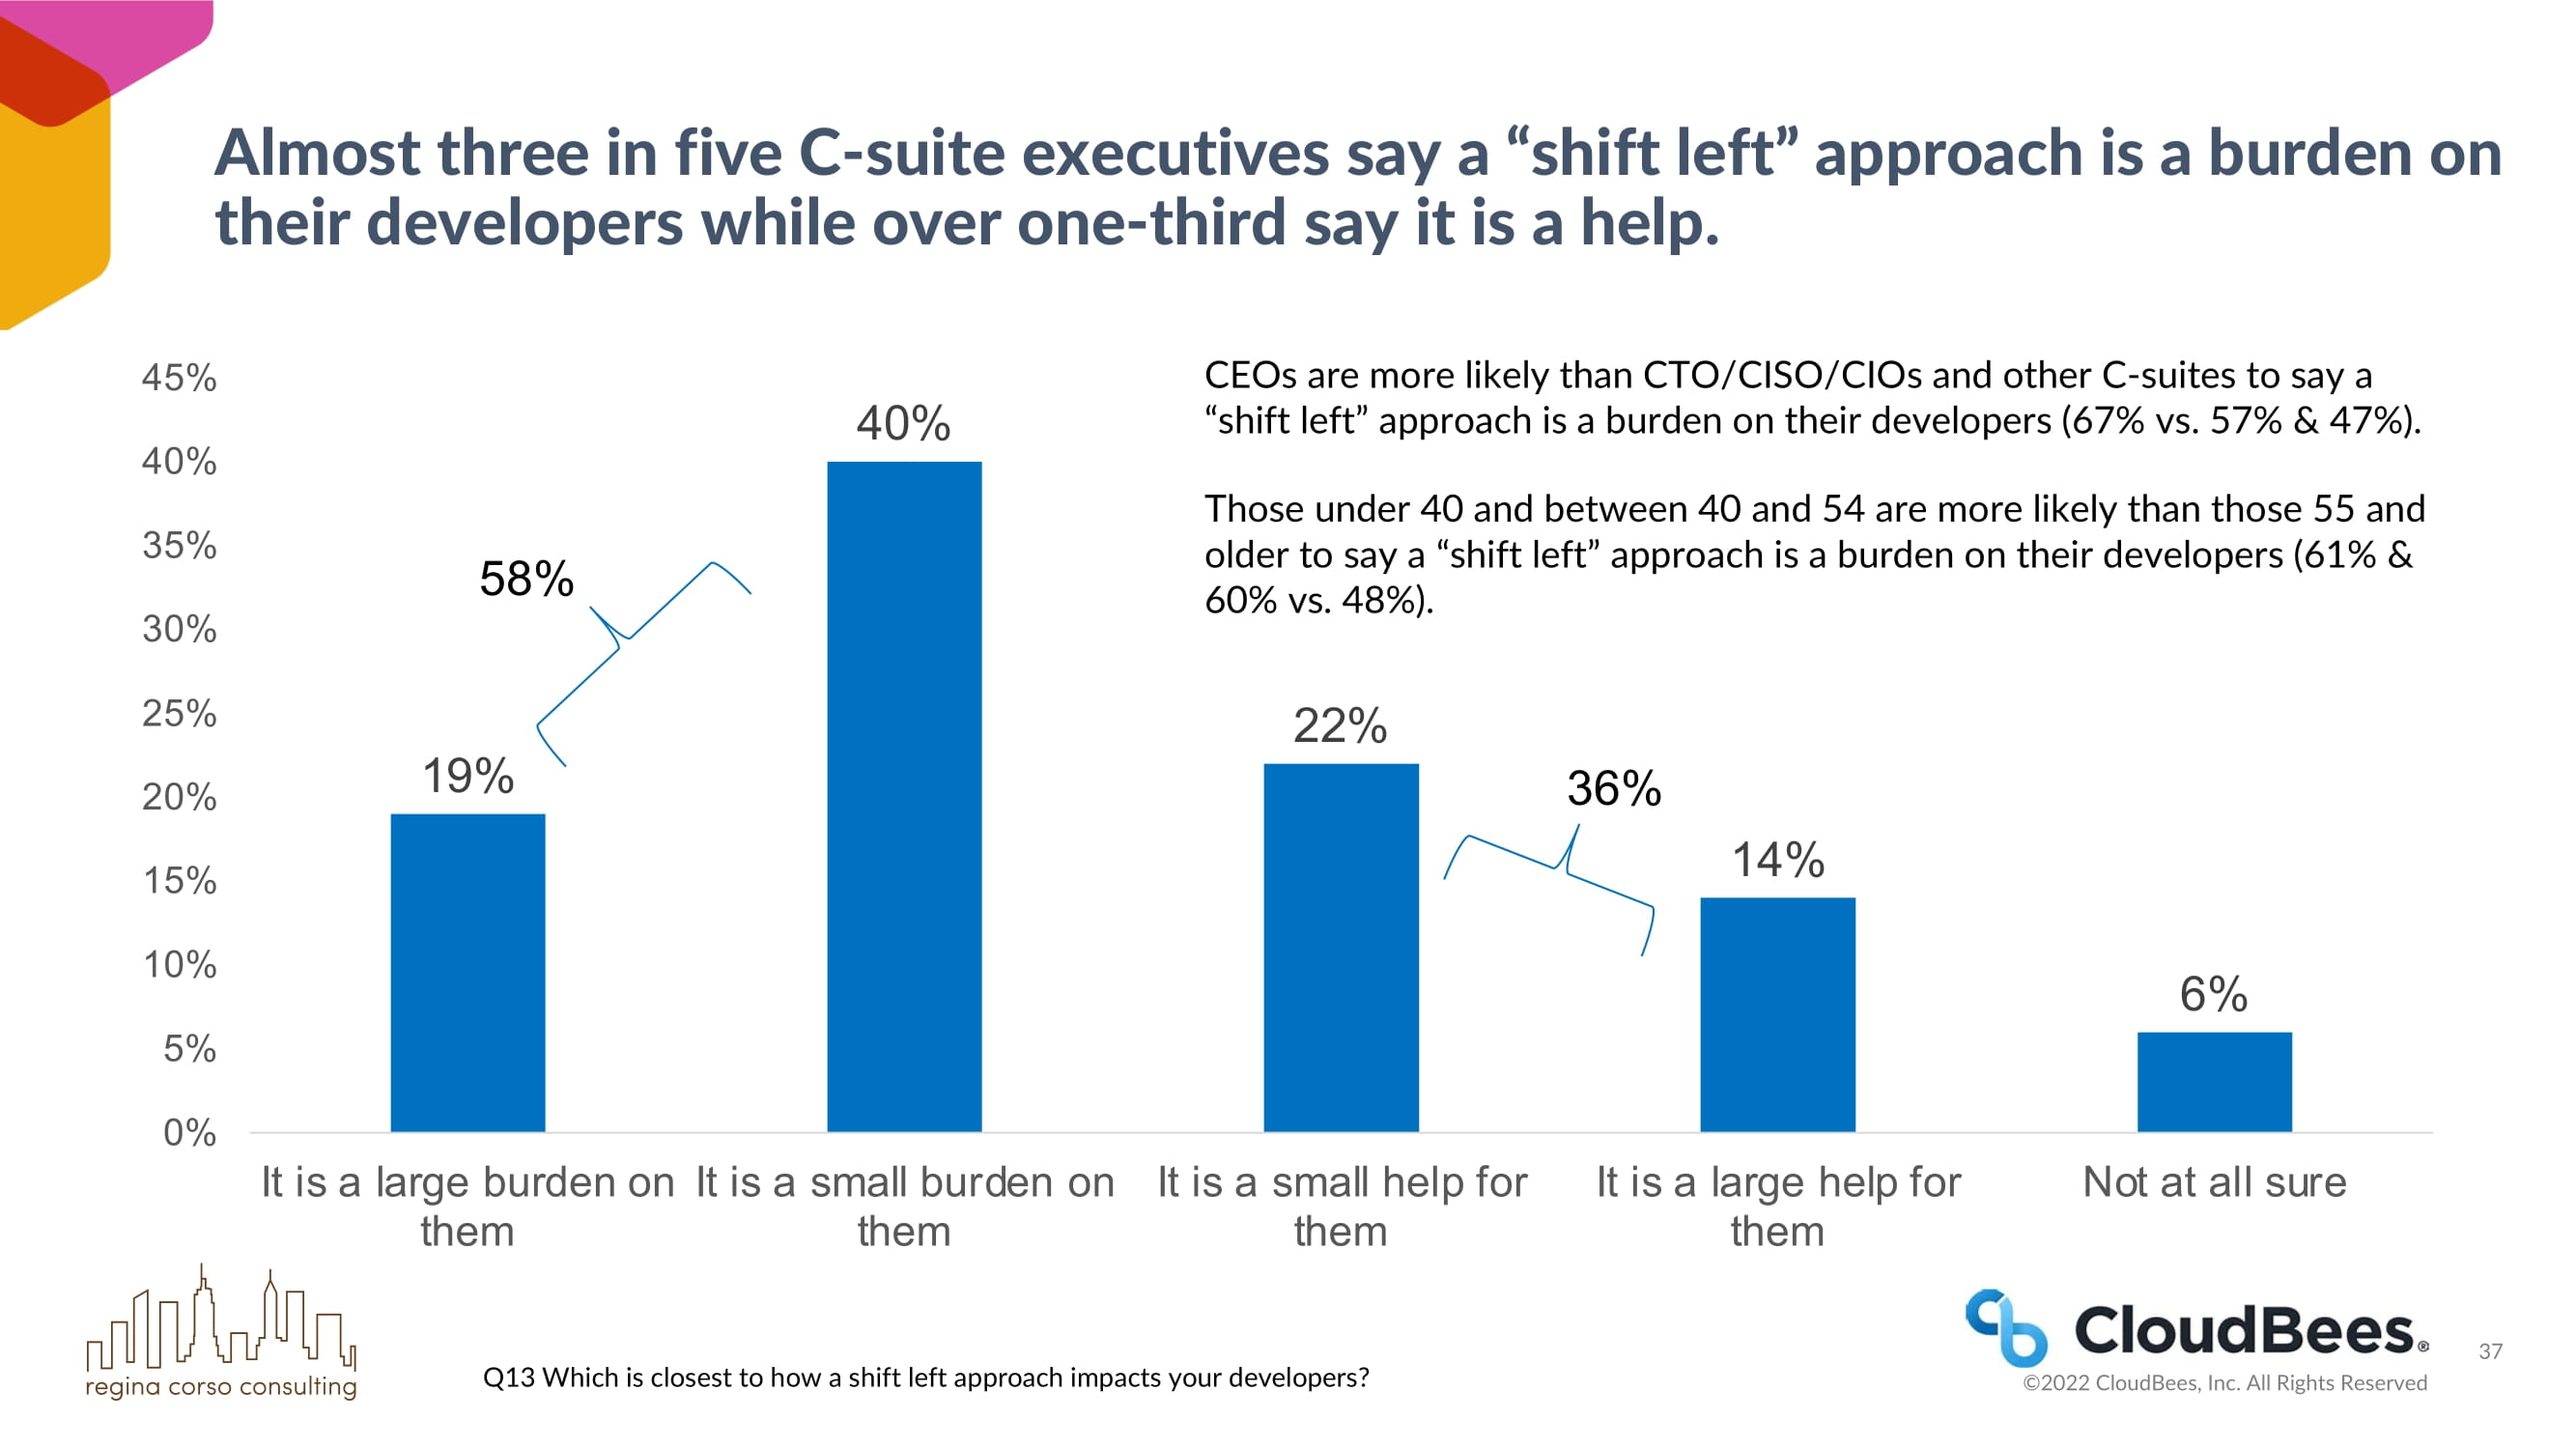 Almost three in five C-suite executives say a “shift left” approach is a burden on
their developers while over one-third say it is a help.
CEOs are more likely than CTO/CISO/CIOs and other C-suites to say a
“shift left” approach is a burden on their developers (67% vs. 57% & 47%).
Those under 40 and between 40 and 54 are more likely than those 55 and
older to say a “shift left” approach is a burden on their developers (61% &
60% vs. 48%).
45%
40%
35%
30%
25%
20%
15%
10%
5%
0%
19%
58%
40%
22%
36%
14%
6%
It is a large burden on
them
It is a small burden on
them
It is a small help for
them
It is a large help for
them
Not at all sure
regina corso consulting
Q13 Which is closest to how a shift left approach impacts your developers?
CloudBees®
©2022 CloudBees, Inc. All Rights Reserved
37